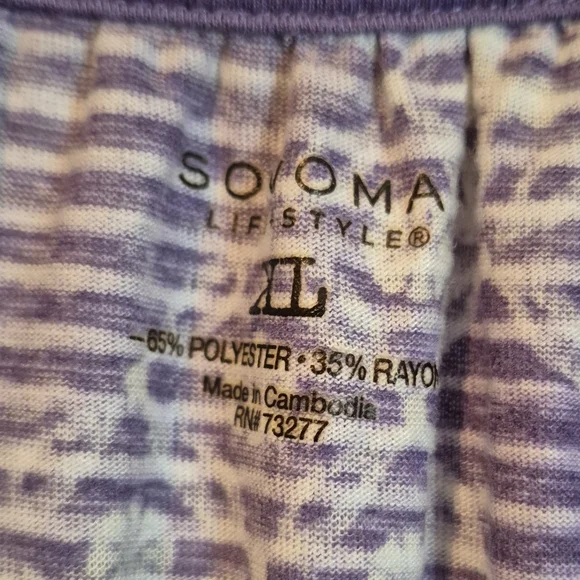 SONOMA
LIFESTYLE®
XL
—65% POLYESTER • 35% RAYON
Made in Cambodia
RN# 73277